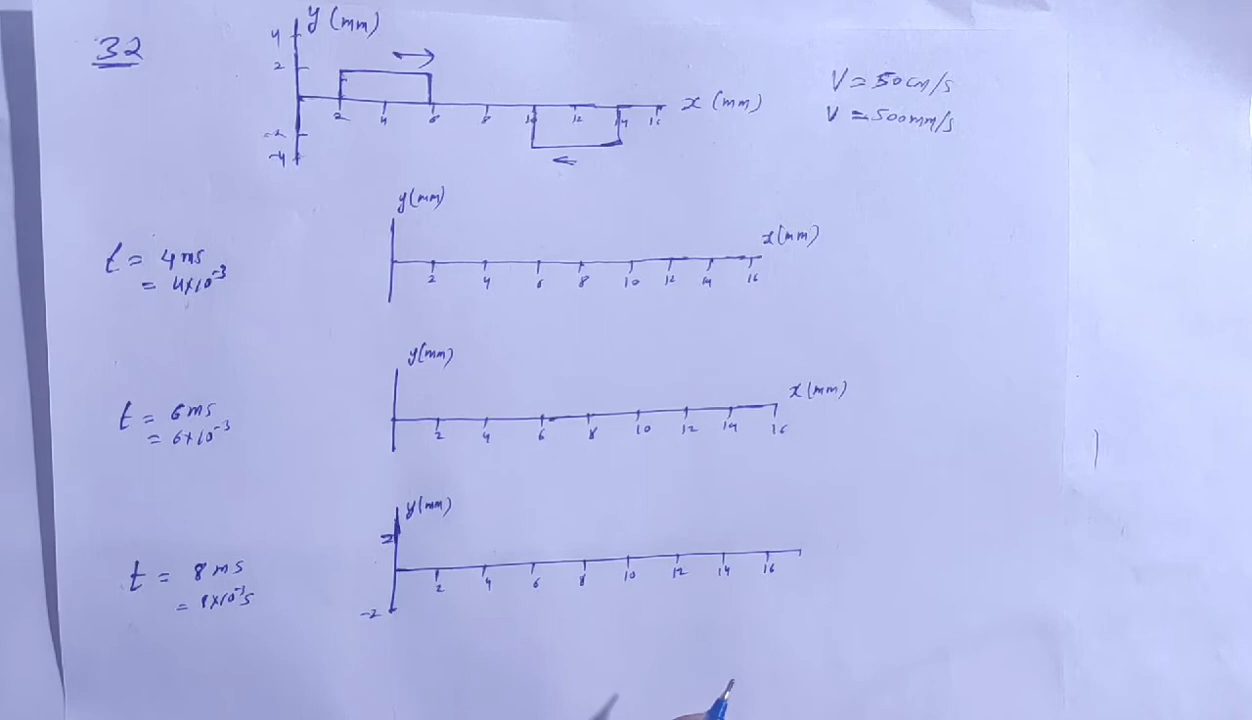 32
y (mm)
4
2
-2
-4
2 4 6 8 10 12 14 16
x (mm)
V = 50 cm/s
V = 500 mm/s
t = 4 ms
= 4×10⁻³
y(mm)
x(mm)
2 4 6 8 10 12 14 16
t = 6 ms
= 6×10⁻³
y(mm)
x(mm)
2 4 6 8 10 12 14 16
t = 8 ms
= 8×10⁻³s
y(mm)
2
-2
2 4 6 8 10 12 14 16